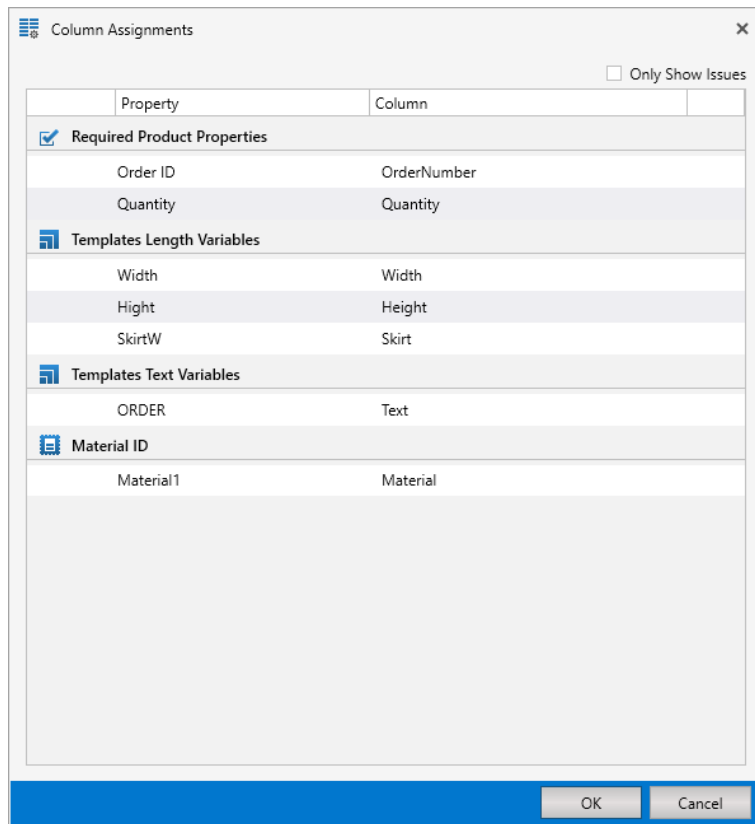 Column Assignments
Only Show Issues
Property Column
Required Product Properties
Order ID OrderNumber
Quantity Quantity
Templates Length Variables
Width Width
Hight Height
SkirtW Skirt
Templates Text Variables
ORDER Text
Material ID
Material1 Material
OK Cancel